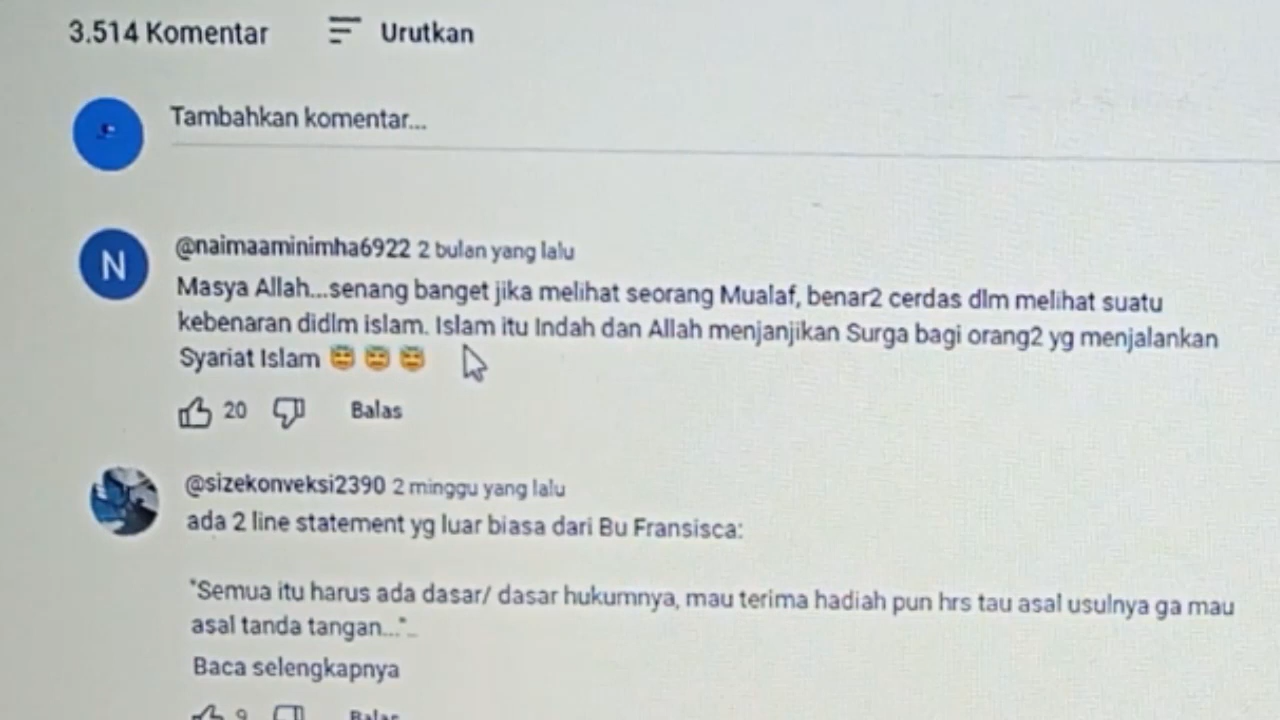 3.514 Komentar Urutkan
Tambahkan komentar...
N
@naimaaminimha6922 2 bulan yang lalu
Masya Allah...senang banget jika melihat seorang Mualaf, benar2 cerdas dlm melihat suatu
kebenaran didlm islam. Islam itu Indah dan Allah menjanjikan Surga bagi orang2 yg menjalankan
Syariat Islam 😇 😇 😇
20 Balas
@sizekonveksi2390 2 minggu yang lalu
ada 2 line statement yg luar biasa dari Bu Fransisca:
"Semua itu harus ada dasar/ dasar hukumnya, mau terima hadiah pun hrs tau asal usulnya ga mau
asal tanda tangan..."...
Baca selengkapnya
9 Balas